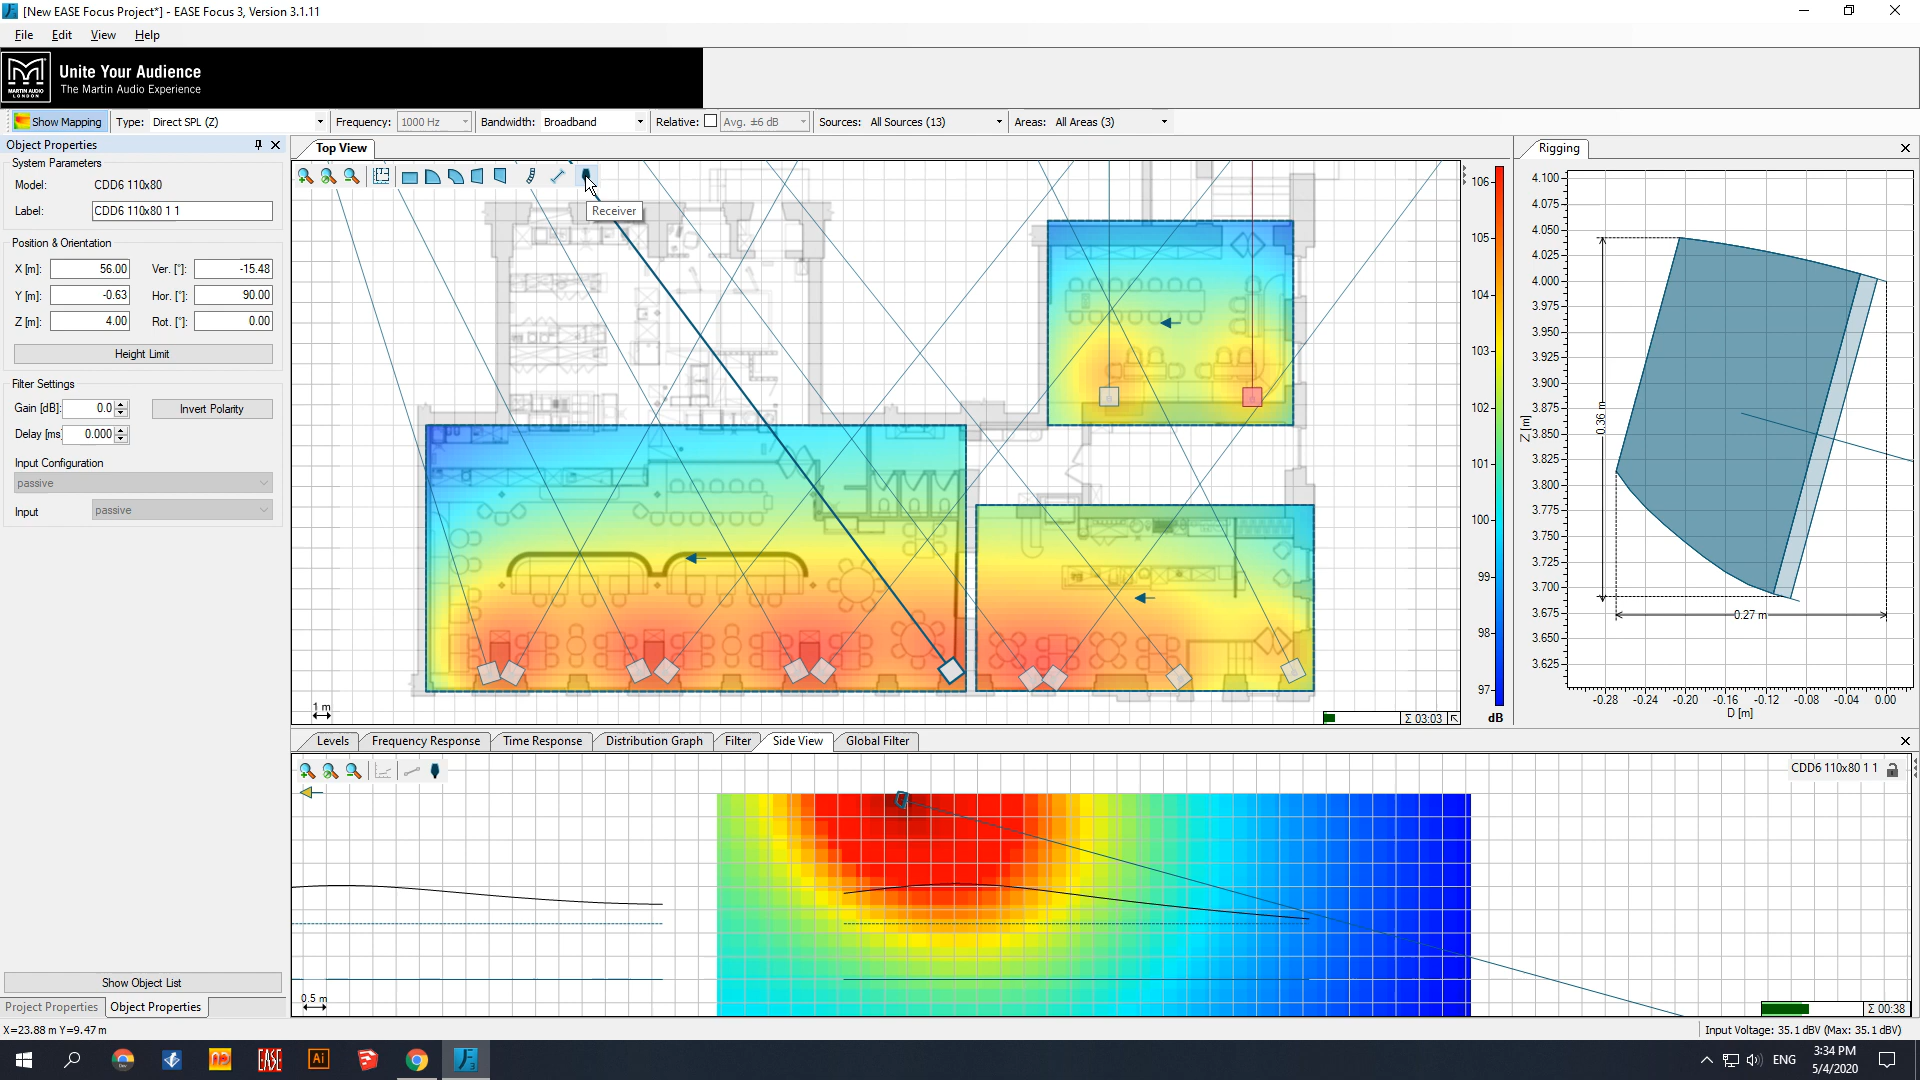 [New EASE Focus Project*] - EASE Focus 3, Version 3.1.11
File Edit View Help
MARTIN AUDIO
LONDON
Unite Your Audience
The Martin Audio Experience
Show Mapping Type: Direct SPL (Z) Frequency: 1000 Hz Bandwidth: Broadband Relative: Avg. ±6 dB Sources: All Sources (13) Areas: All Areas (3)
Object Properties
System Parameters
Model: CDD6 110x80
Label: CDD6 110x80 1 1
Position & Orientation
X [m]: 56.00 Ver. [°]: -15.48
Y [m]: -0.63 Hor. [°]: 90.00
Z [m]: 4.00 Rot. [°]: 0.00
Height Limit
Filter Settings
Gain [dB]: 0.0 Invert Polarity
Delay [ms 0.000
Input Configuration
passive
Input passive
Show Object List
Project Properties Object Properties
X=23.88 m Y=9.47 m
Top View
Receiver
1 m
Σ 03:03
106
105
104
103
102
101
100
99
98
97
dB
Rigging
4.100
4.075
4.050
4.025
4.000
3.975
3.950
3.925
3.900
3.875
3.850
3.825
3.800
3.775
3.750
3.725
3.700
3.675
3.650
3.625
Z [m]
0.36 m
0.27 m
-0.28 -0.24 -0.20 -0.16 -0.12 -0.08 -0.04 0.00
D [m]
Levels Frequency Response Time Response Distribution Graph Filter Side View Global Filter
CDD6 110x80 1 1
0.5 m
Σ 00:38
Input Voltage: 35.1 dBV (Max: 35.1 dBV)
Dev
EASE
Ai
ENG
3:34 PM
5/4/2020